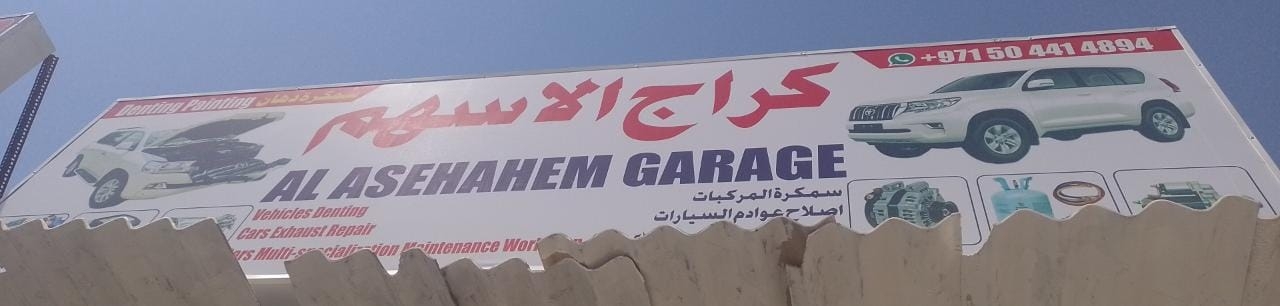 +971 50 441 4894
Denting Painting سمكرة دهان
كراج الاسهم
AL ASEHAHEM GARAGE
سمكرة المركبات
Vehicles Denting
اصلاح عوادم السيارات
Cars Exhaust Repair
Multi-specialization Maintenance